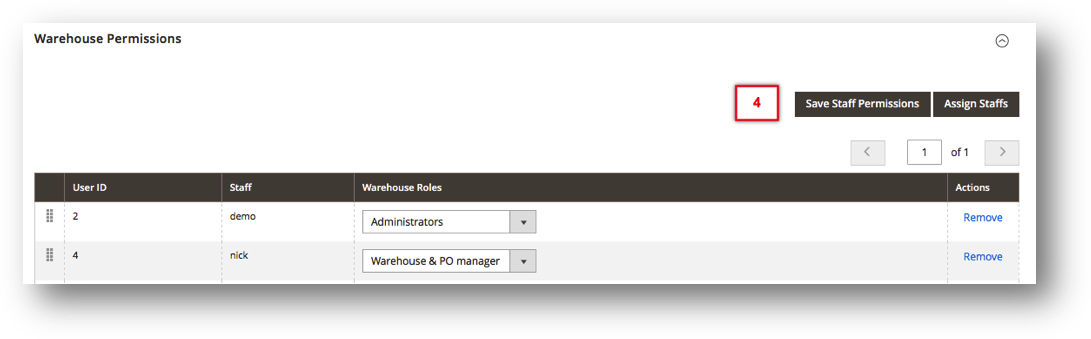 Warehouse Permissions
4 Save Staff Permissions Assign Staffs
1 of 1
User ID Staff Warehouse Roles Actions
2 demo Administrators Remove
4 nick Warehouse & PO manager Remove